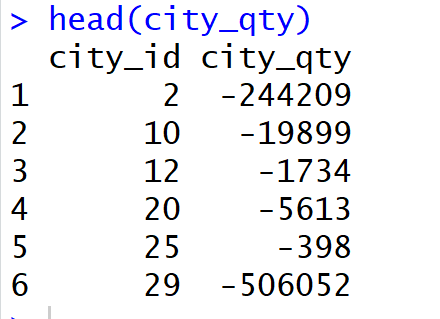 > head(city_qty)
city_id city_qty
1 2 -244209
2 10 -19899
3 12 -1734
4 20 -5613
5 25 -398
6 29 -506052
>